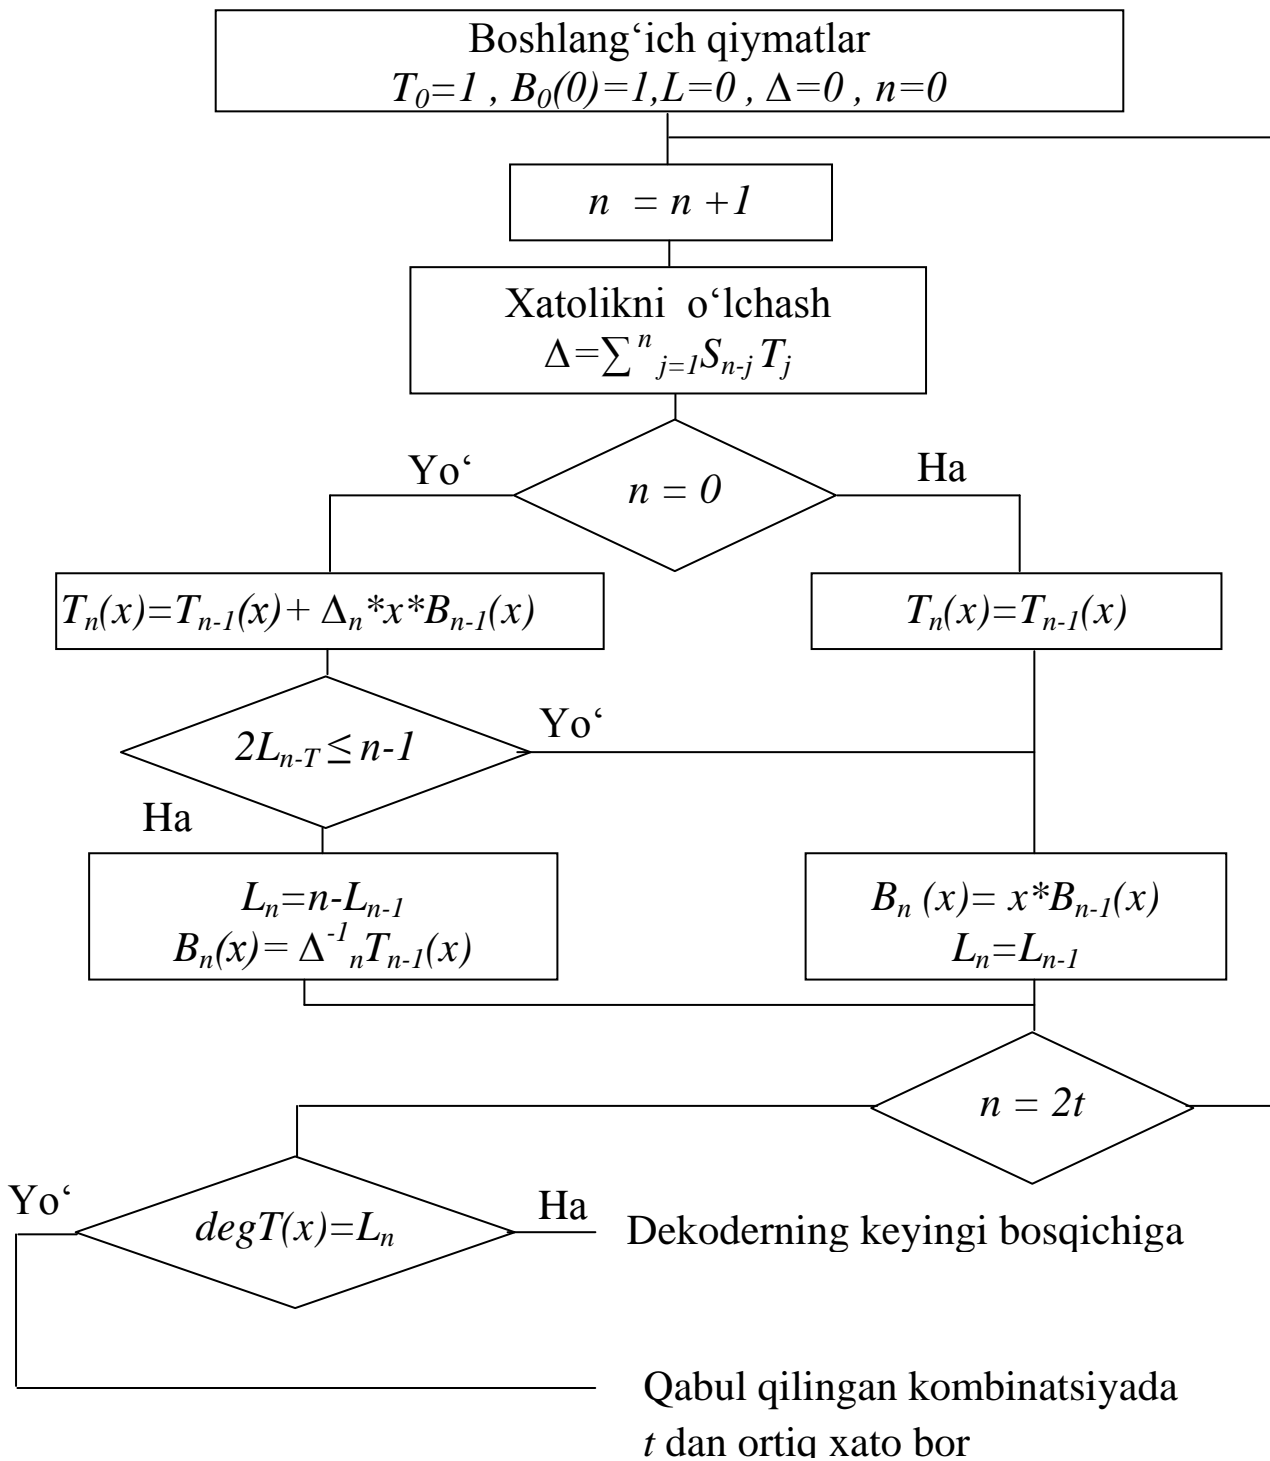 Boshlang‘ich qiymatlar
T₀=1 , B₀(0)=1,L=0 , Δ=0 , n=0
n = n +1
Xatolikni o‘lchash
Δ=∑ⁿⱼ₌₁Sₙ₋ⱼ Tⱼ
Yo‘
Ha
n = 0
Tₙ(x)=Tₙ₋₁(x)+ Δₙ*x*Bₙ₋₁(x)
Tₙ(x)=Tₙ₋₁(x)
2Lₙ₋T ≤ n-1
Yo‘
Ha
Lₙ=n-Lₙ₋₁
Bₙ(x)= Δ⁻¹ₙTₙ₋₁(x)
Bₙ (x)= x*Bₙ₋₁(x)
Lₙ=Lₙ₋₁
n = 2t
Yo‘
degT(x)=Lₙ
Ha
Dekoderning keyingi bosqichiga
Qabul qilingan kombinatsiyada
t dan ortiq xato bor